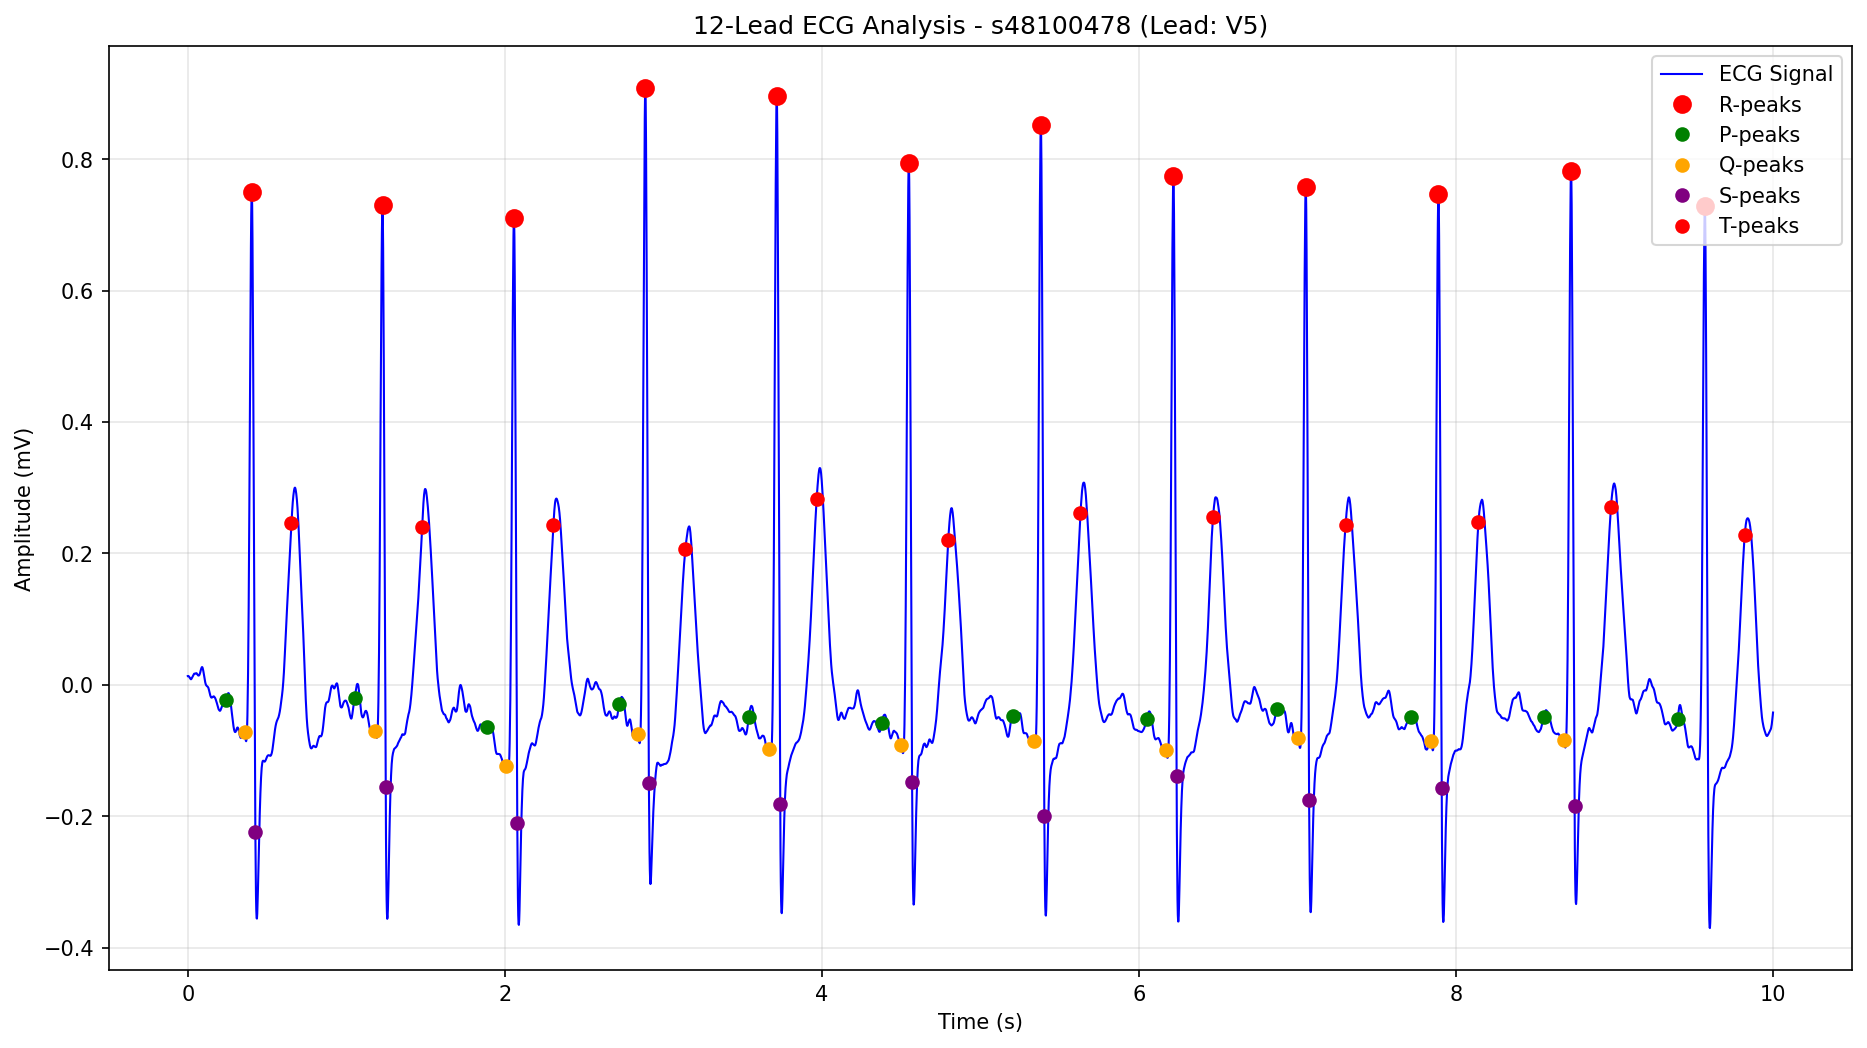 12-Lead ECG Analysis - s48100478 (Lead: V5)
ECG Signal
R-peaks
P-peaks
Q-peaks
S-peaks
T-peaks
Amplitude (mV)
0.8
0.6
0.4
0.2
0.0
−0.2
−0.4
0 2 4 6 8 10
Time (s)